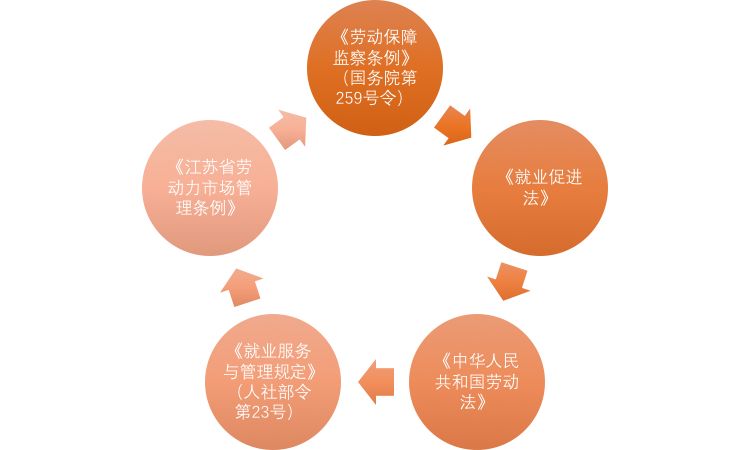 《劳动保障
监察条例》
（国务院第
259号令）
《就业促进
法》
《中华人民
共和国劳动
法》
《就业服务
与管理规定》
（人社部令
第23号）
《江苏省劳
动力市场管
理条例》